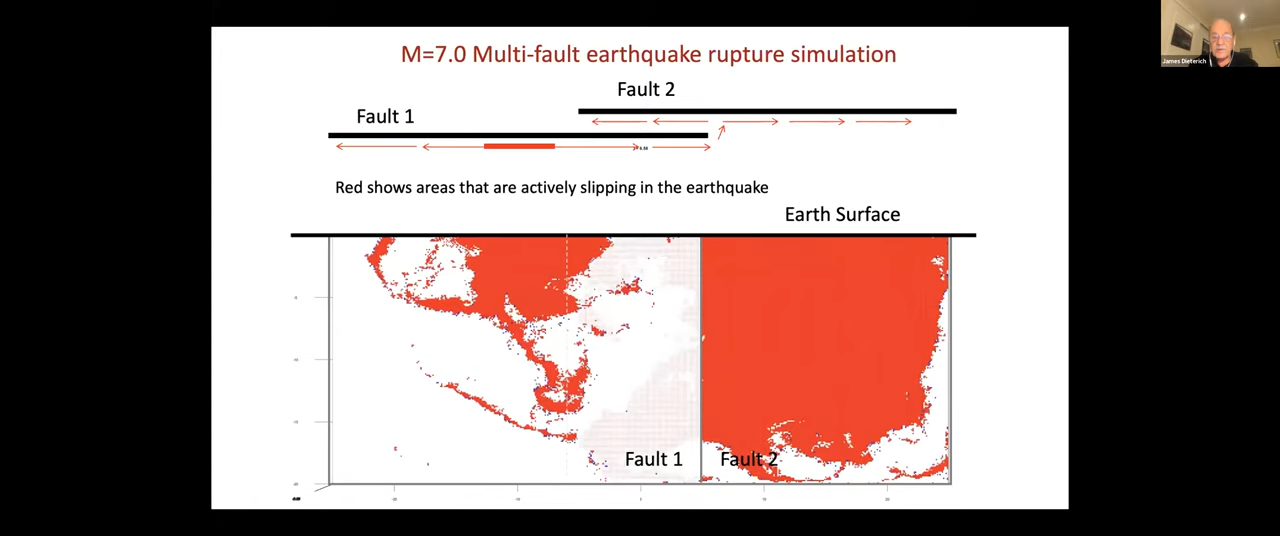 M=7.0 Multi-fault earthquake rupture simulation
James Dieterich
Fault 2
Fault 1
Red shows areas that are actively slipping in the earthquake
Earth Surface
Fault 1
Fault 2